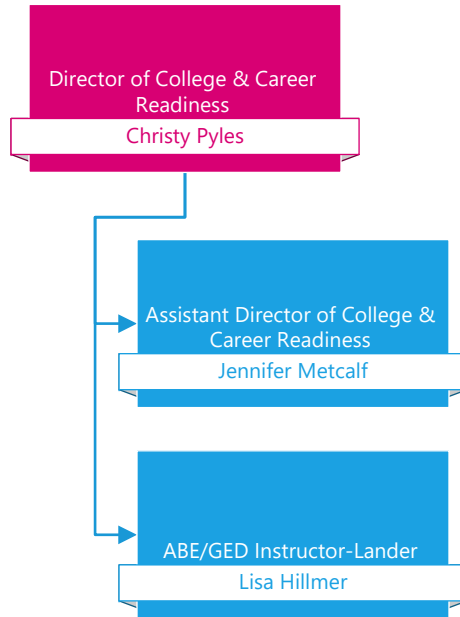 Director of College & Career
Readiness
Christy Pyles
Assistant Director of College &
Career Readiness
Jennifer Metcalf
ABE/GED Instructor-Lander
Lisa Hillmer